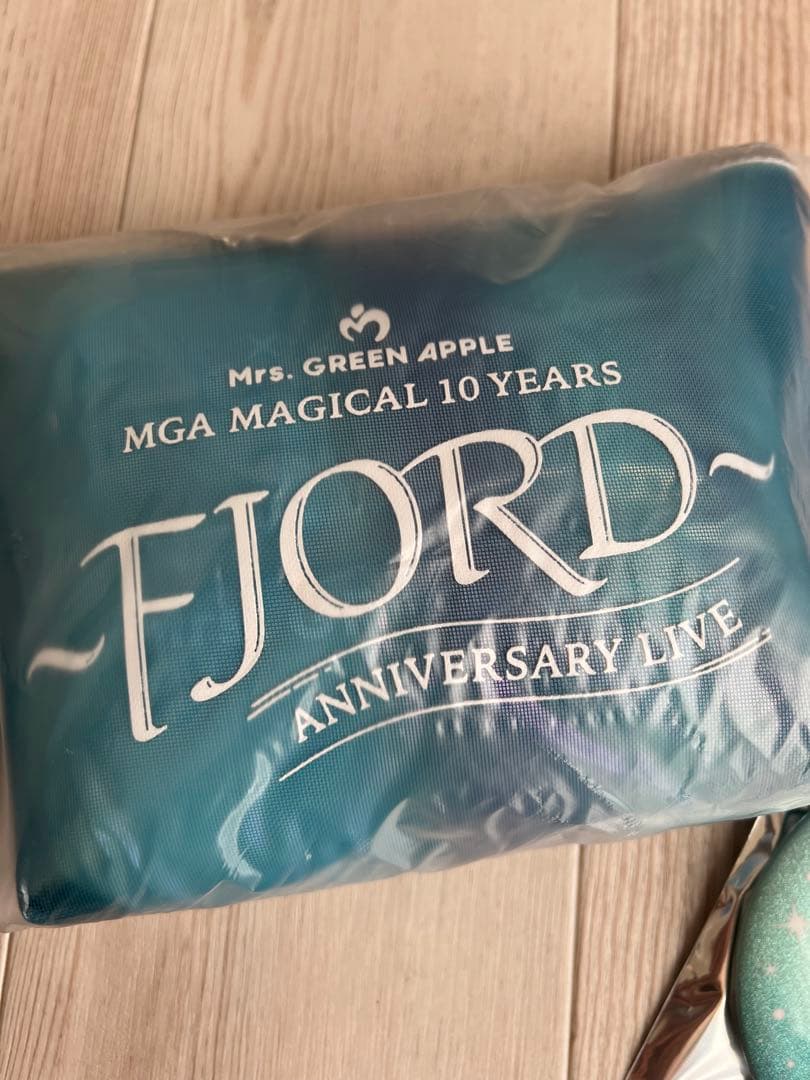 Mrs. GREEN APPLE
MGA MAGICAL 10 YEARS
~FJORD~
ANNIVERSARY LIVE